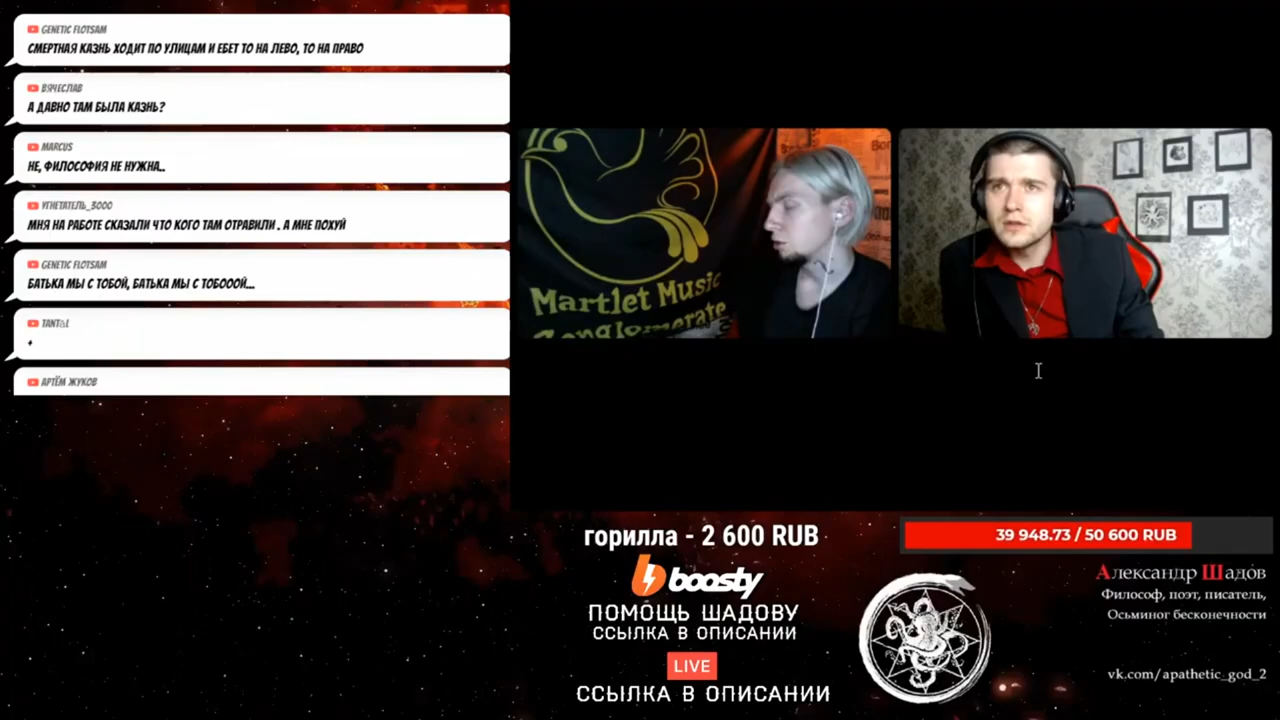 GENETIC FLOTSAM
СМЕРТНАЯ КАЗНЬ ХОДИТ ПО УЛИЦАМ И ЕБЕТ ТО НА ЛЕВО, ТО НА ПРАВО
ВЯЧЕСЛАВ
А ДАВНО ТАМ БЫЛА КАЗНЬ?
MARCUS
НЕ, ФИЛОСОФИЯ НЕ НУЖНА..
УГНЕТАТЕЛЬ_3000
МНЯ НА РАБОТЕ СКАЗАЛИ ЧТО КОГО ТАМ ОТРАВИЛИ . А МНЕ ПОХУЙ
GENETIC FLOTSAM
БАТЬКА МЫ С ТОБОЙ, БАТЬКА МЫ С ТОБОООЙ...
+
АРТЁМ ЖУКОВ
Martlet Music
Conglomerate
горилла - 2 600 RUB
boosty
ПОМОЩЬ ШАДОВУ
ССЫЛКА В ОПИСАНИИ
LIVE
ССЫЛКА В ОПИСАНИИ
39 948.73 / 50 600 RUB
Александр Шадов
Философ, поэт, писатель,
Осьминог бесконечности
vk.com/apathetic_god_2